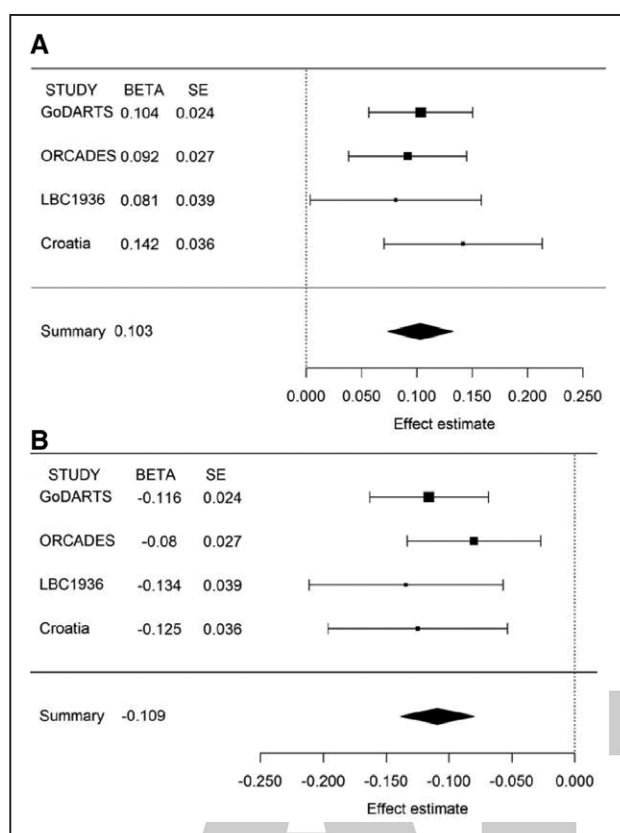 A
STUDY BETA SE
GoDARTS 0.104 0.024
ORCADES 0.092 0.027
LBC1936 0.081 0.039
Croatia 0.142 0.036
Summary 0.103
0.000 0.050 0.100 0.150 0.200 0.250
Effect estimate
B
STUDY BETA SE
GoDARTS -0.116 0.024
ORCADES -0.08 0.027
LBC1936 -0.134 0.039
Croatia -0.125 0.036
Summary -0.109
-0.250 -0.200 -0.150 -0.100 -0.050 0.000
Effect estimate